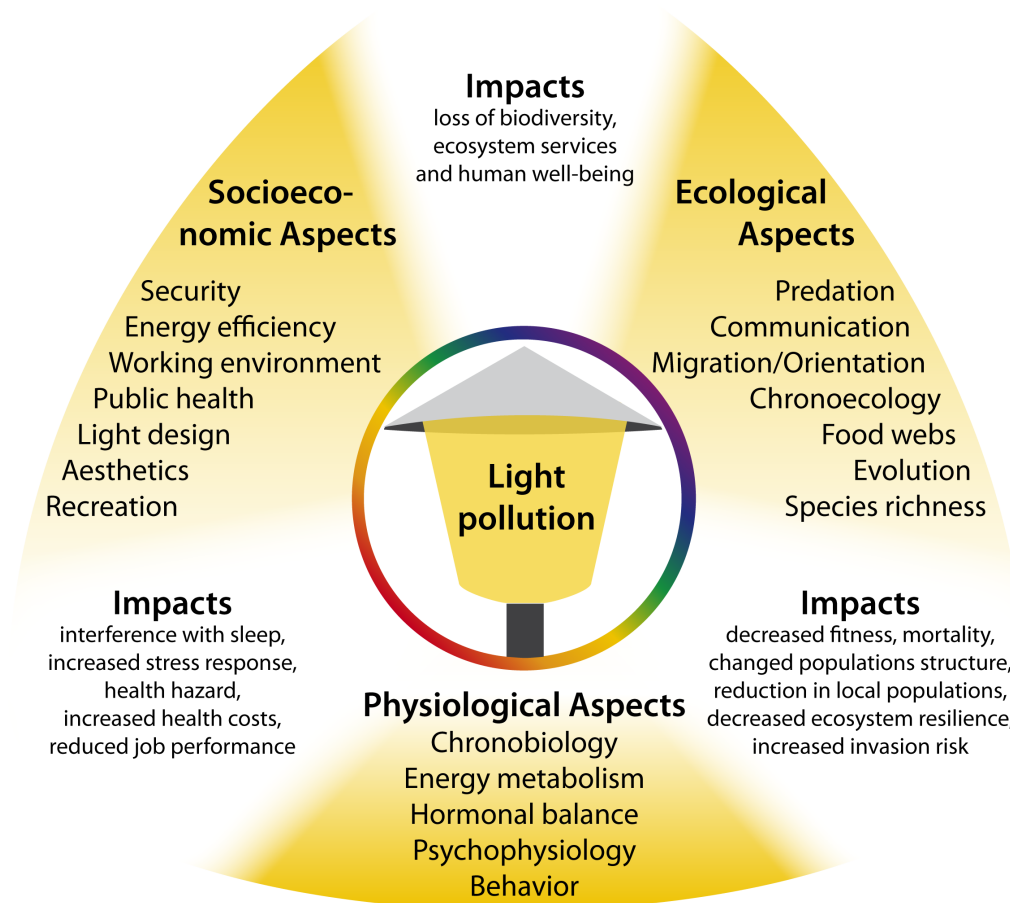 Impacts
loss of biodiversity,
ecosystem services
and human well-being
Socioeco-
nomic Aspects
Security
Energy efficiency
Working environment
Public health
Light design
Aesthetics
Recreation
Ecological
Aspects
Predation
Communication
Migration/Orientation
Chronoecology
Food webs
Evolution
Species richness
Light
pollution
Impacts
interference with sleep,
increased stress response,
health hazard,
increased health costs,
reduced job performance
Physiological Aspects
Chronobiology
Energy metabolism
Hormonal balance
Psychophysiology
Behavior
Impacts
decreased fitness, mortality,
changed populations structure,
reduction in local populations,
decreased ecosystem resilience,
increased invasion risk